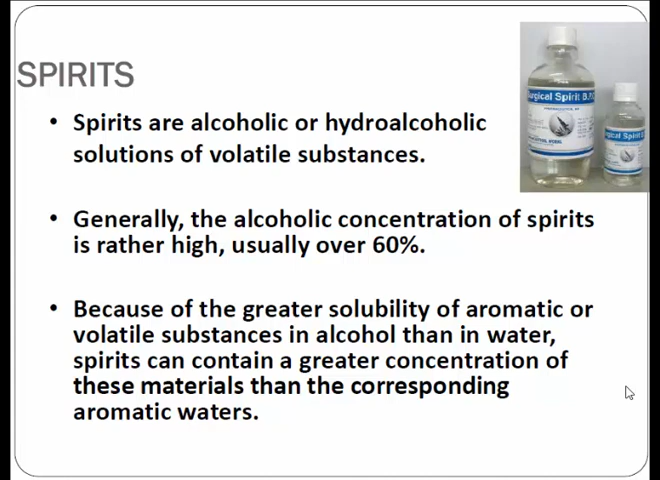 SPIRITS
• Spirits are alcoholic or hydroalcoholic
solutions of volatile substances.
• Generally, the alcoholic concentration of spirits
is rather high, usually over 60%.
• Because of the greater solubility of aromatic or
volatile substances in alcohol than in water,
spirits can contain a greater concentration of
these materials than the corresponding
aromatic waters.
urgical Spirit B.P.
Surgical Spirit B